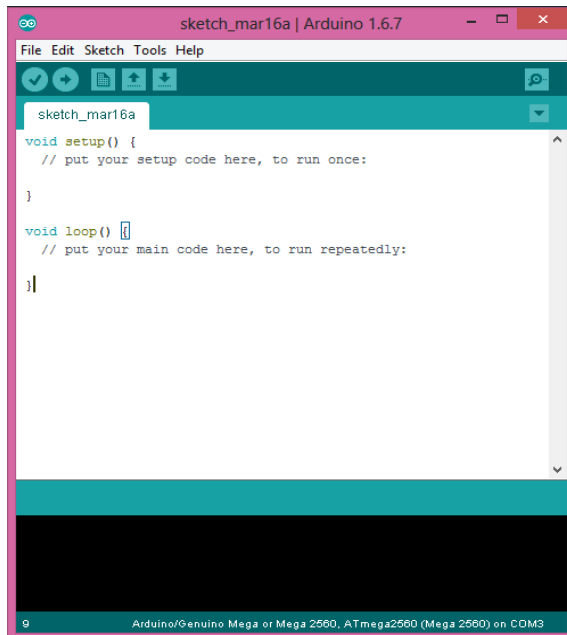 sketch_mar16a | Arduino 1.6.7
File Edit Sketch Tools Help
sketch_mar16a
void setup() {
  // put your setup code here, to run once:
}
void loop() {
  // put your main code here, to run repeatedly:
}
9 Arduino/Genuino Mega or Mega 2560, ATmega2560 (Mega 2560) on COM3